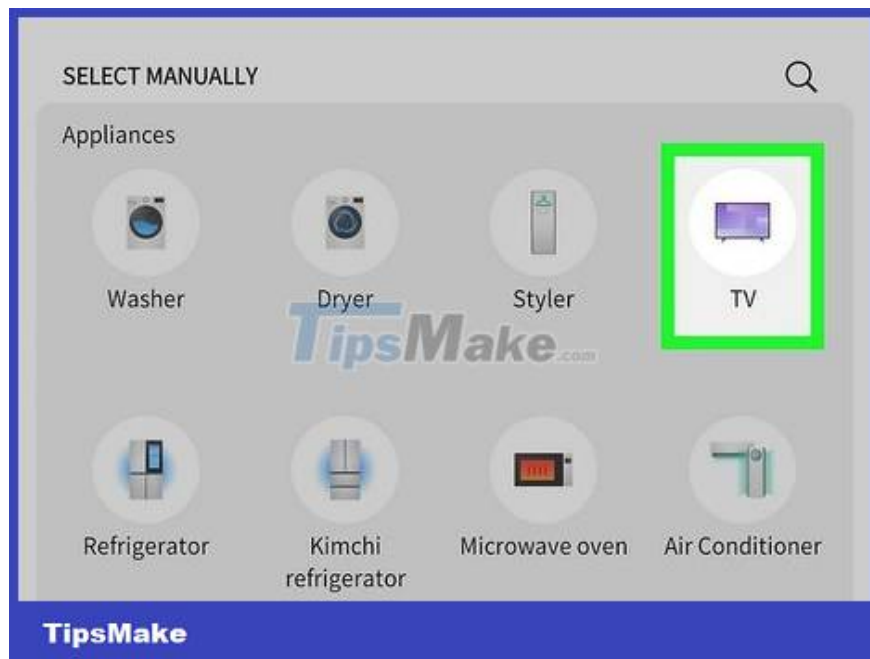 SELECT MANUALLY
Appliances
Washer
Dryer
Styler
TV
TipsMake.com
Refrigerator
Kimchi
refrigerator
Microwave oven
Air Conditioner
TipsMake